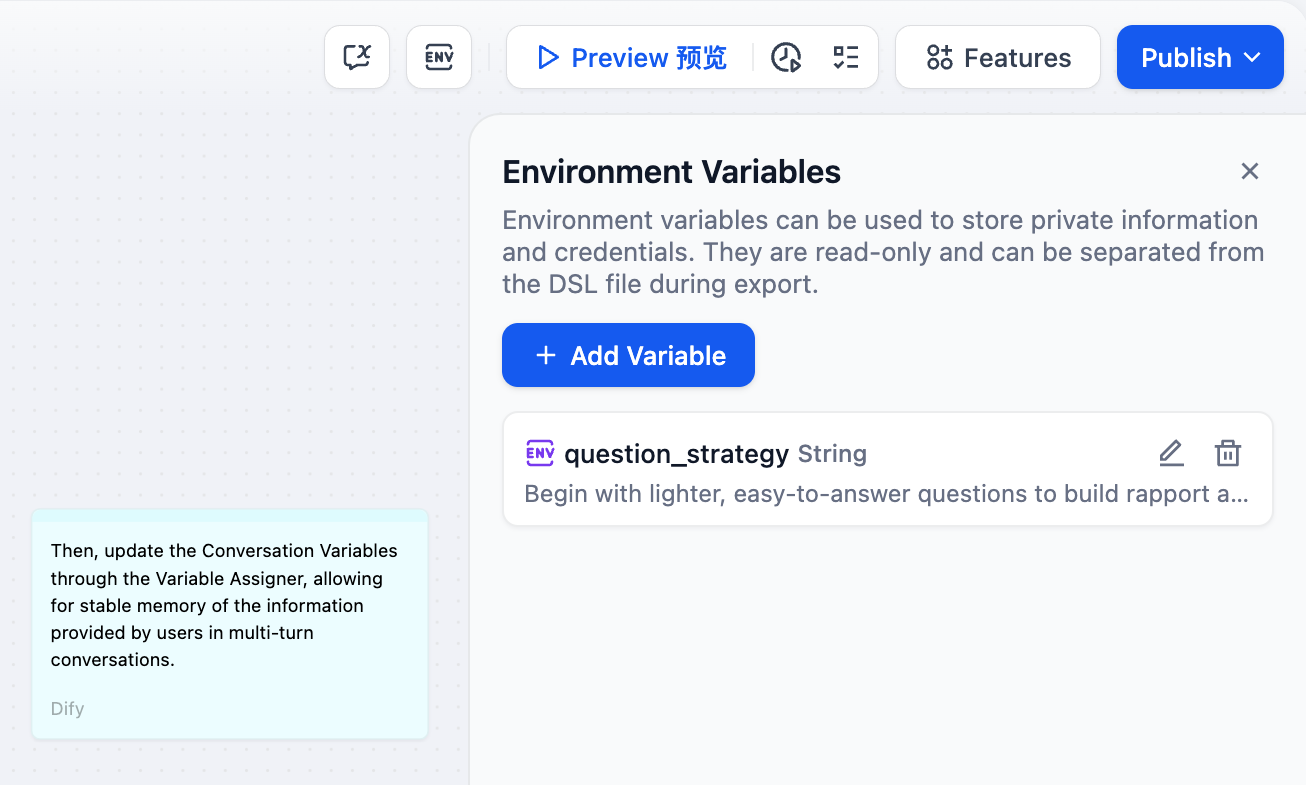 ENV
Preview 预览
Features
Publish
Environment Variables
Environment variables can be used to store private information
and credentials. They are read-only and can be separated from
the DSL file during export.
+ Add Variable
ENV question_strategy String
Begin with lighter, easy-to-answer questions to build rapport a...
Then, update the Conversation Variables
through the Variable Assigner, allowing
for stable memory of the information
provided by users in multi-turn
conversations.
Dify